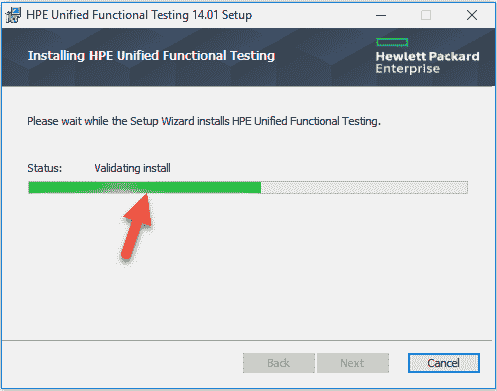 HPE Unified Functional Testing 14.01 Setup
Installing HPE Unified Functional Testing
Hewlett Packard
Enterprise
Please wait while the Setup Wizard installs HPE Unified Functional Testing.
Status: Validating install
Back Next Cancel